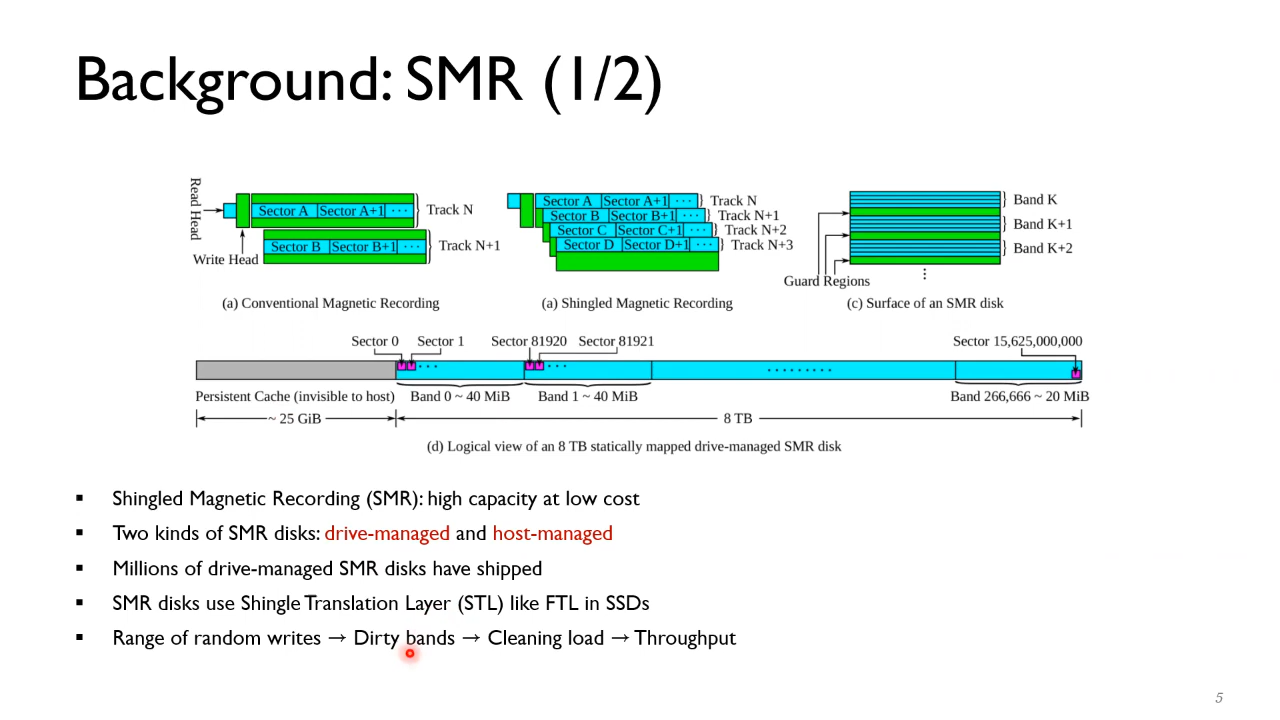 Background: SMR (1/2)
Read Head
Write Head
Sector A Sector A+1 ···
Track N
Sector B Sector B+1 ···
Track N+1
(a) Conventional Magnetic Recording
Sector A Sector A+1 ··· Track N
Sector B Sector B+1 ··· Track N+1
Sector C Sector C+1 ··· Track N+2
Sector D Sector D+1 ··· Track N+3
(a) Shingled Magnetic Recording
Band K
Band K+1
Band K+2
Guard Regions
(c) Surface of an SMR disk
Sector 0 Sector 1 Sector 81920 Sector 81921 Sector 15,625,000,000
Persistent Cache (invisible to host) Band 0 ~ 40 MiB Band 1 ~ 40 MiB Band 266,666 ~ 20 MiB
~ 25 GiB 8 TB
(d) Logical view of an 8 TB statically mapped drive-managed SMR disk
▪ Shingled Magnetic Recording (SMR): high capacity at low cost
▪ Two kinds of SMR disks: drive-managed and host-managed
▪ Millions of drive-managed SMR disks have shipped
▪ SMR disks use Shingle Translation Layer (STL) like FTL in SSDs
▪ Range of random writes → Dirty bands → Cleaning load → Throughput
5